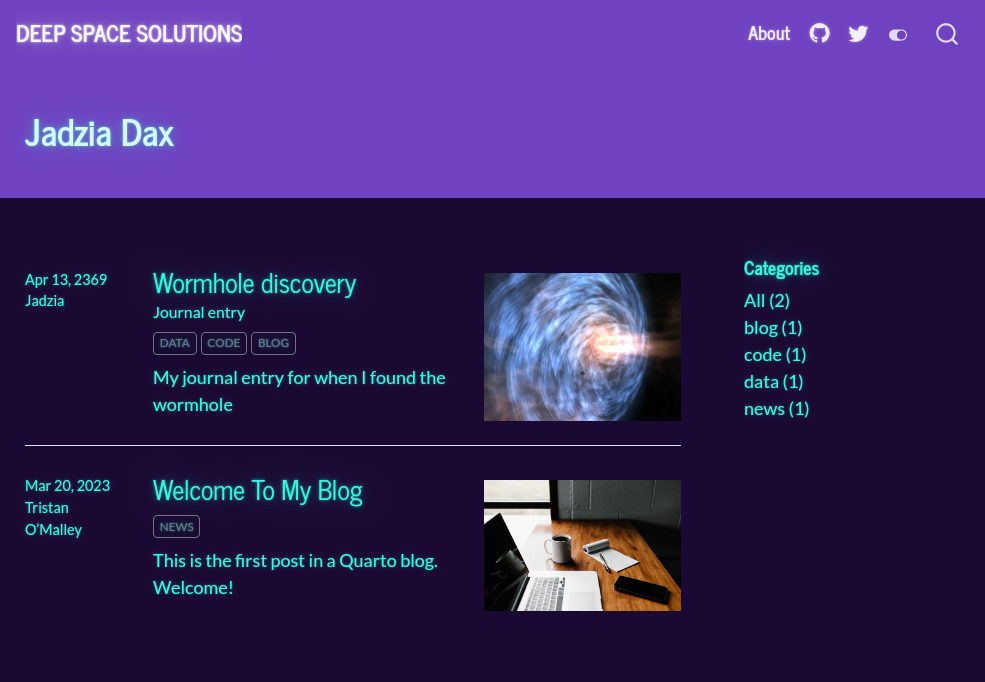 DEEP SPACE SOLUTIONS
About
Jadzia Dax
Apr 13, 2369
Jadzia
Wormhole discovery
Journal entry
DATA CODE BLOG
My journal entry for when I found the
wormhole
Mar 20, 2023
Tristan
O’Malley
Welcome To My Blog
NEWS
This is the first post in a Quarto blog.
Welcome!
Categories
All (2)
blog (1)
code (1)
data (1)
news (1)